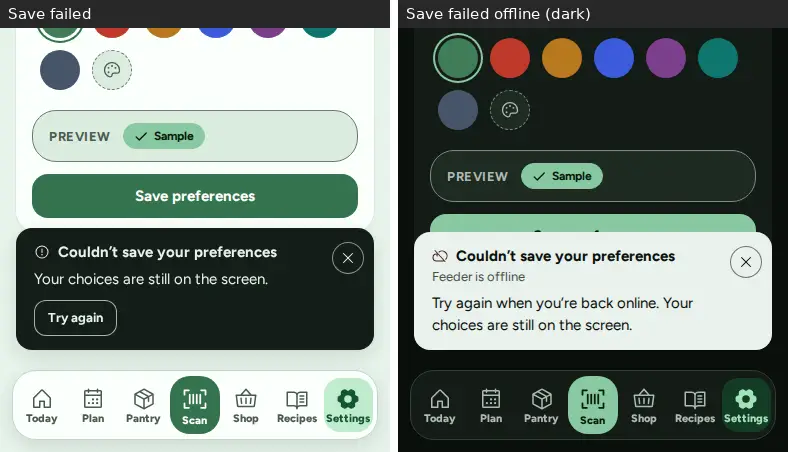 Save failed
PREVIEW
Sample
Save preferences
Couldn't save your preferences
Your choices are still on the screen.
Try again
Today
Plan
Pantry
Scan
Shop
Recipes
Settings
Save failed offline (dark)
PREVIEW
Sample
Couldn't save your preferences
Feeder is offline
Try again when you're back online. Your
choices are still on the screen.
Today
Plan
Pantry
Scan
Shop
Recipes
Settings